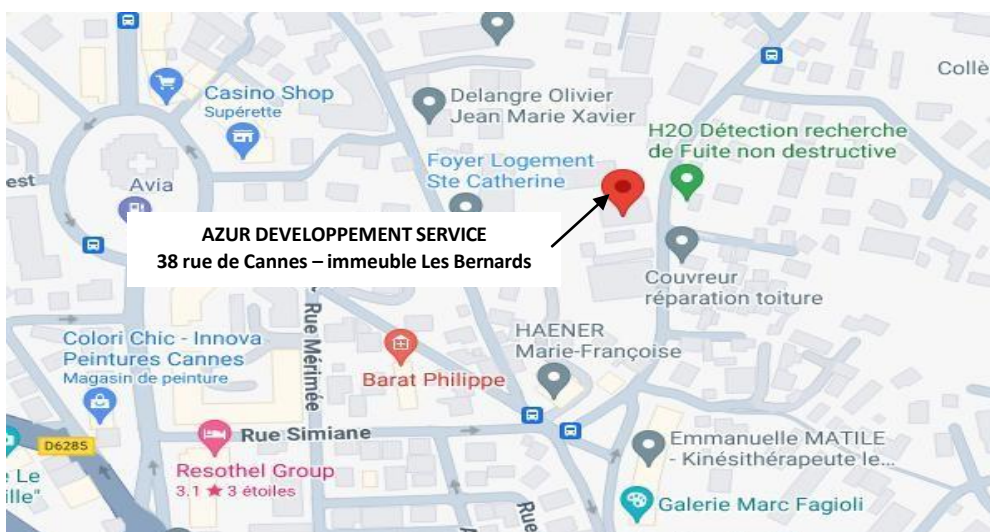 Collè
Casino Shop
Supérette
Delangre Olivier
Jean Marie Xavier
H2O Détection recherche
de Fuite non destructive
Foyer Logement
Ste Catherine
est
Avia
AZUR DEVELOPPEMENT SERVICE
38 rue de Cannes – immeuble Les Bernards
Couvreur
réparation toiture
Rue Mérimée
Colori Chic - Innova
Peintures Cannes
Magasin de peinture
HAENER
Marie-Françoise
Barat Philippe
D6285
Rue Simiane
Emmanuelle MATILE
- Kinésithérapeute le...
Resothel Group
3.1 ★ 3 étoiles
e Le
ille"
Rue
Galerie Marc Fagioli